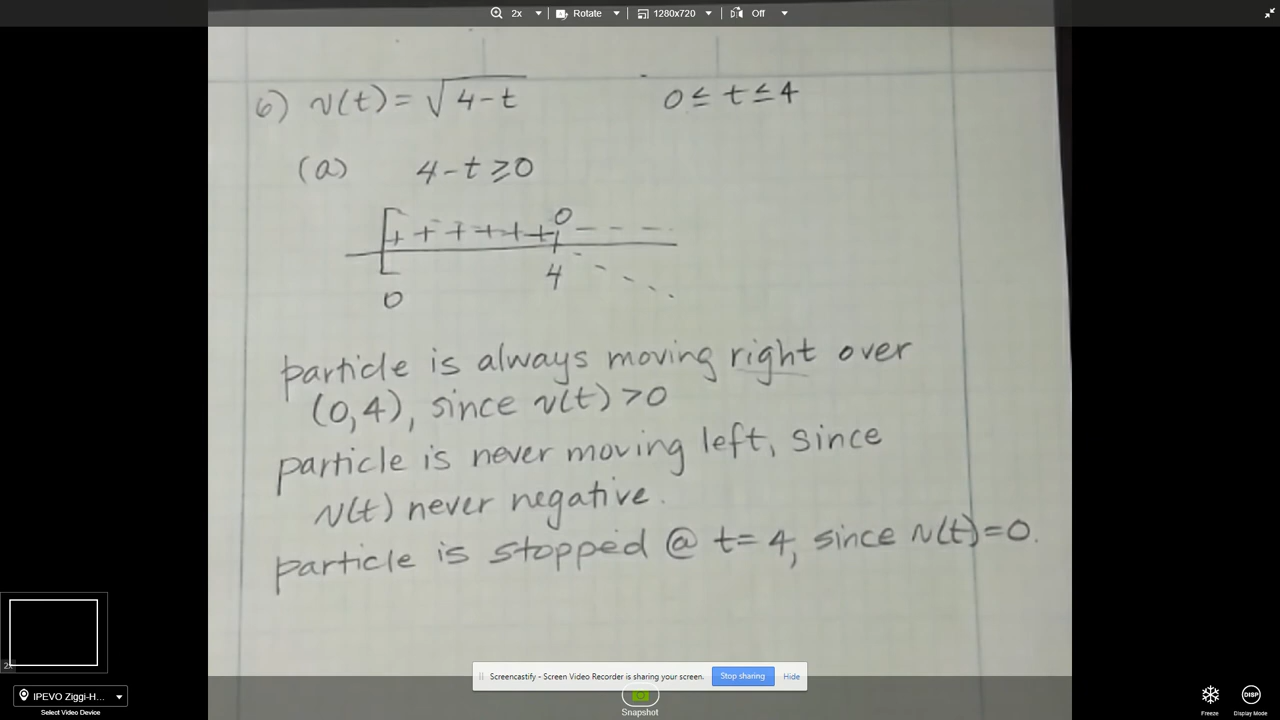 2x Rotate 1280x720 Off
6) v(t) = √4-t 0 ≤ t ≤ 4
(a) 4-t ≥ 0
+ + + + + + 0 - - -
0 4
particle is always moving right over
(0,4), since v(t) > 0
particle is never moving left, since
v(t) never negative.
particle is stopped @ t = 4, since v(t) = 0.
2x
Screencastify - Screen Video Recorder is sharing your screen. Stop sharing Hide
IPEVO Ziggi-H...
Select Video Device
Snapshot
Freeze
DISP
Display Mode